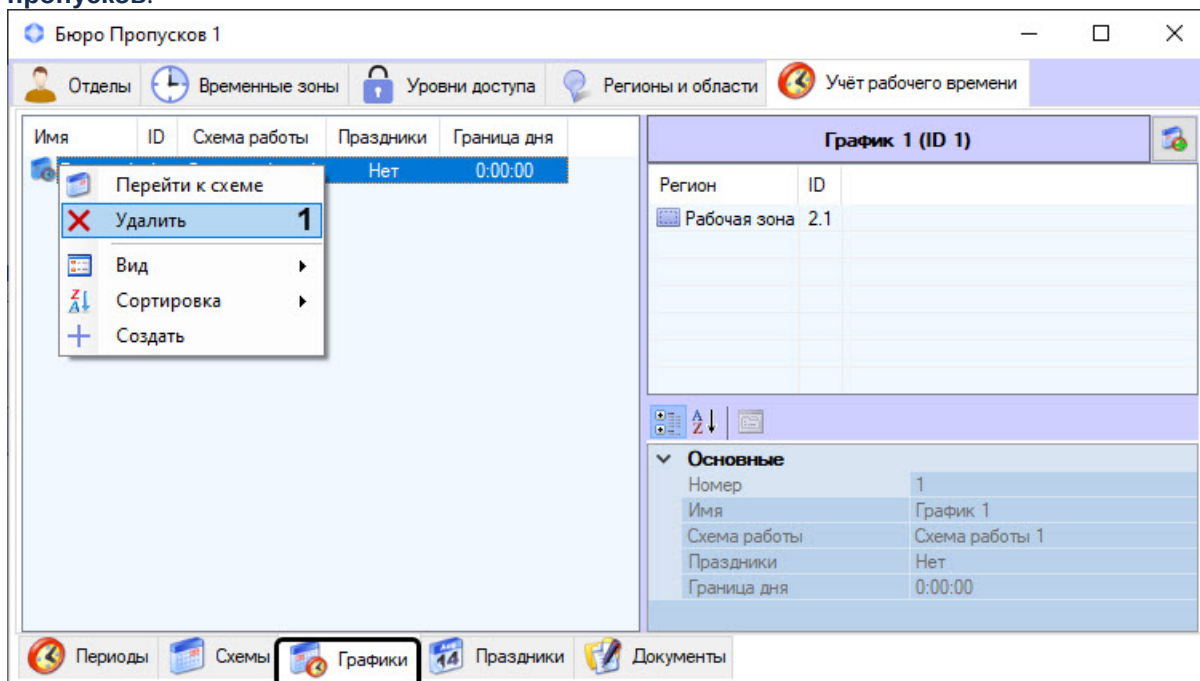 пропусков.
Бюро Пропусков 1
Отделы Временные зоны Уровни доступа Регионы и области Учёт рабочего времени
Имя ID Схема работы Праздники Граница дня
Нет 0:00:00
Перейти к схеме
Удалить 1
Вид
Сортировка
Создать
График 1 (ID 1)
Регион ID
Рабочая зона 2.1
Основные
Номер 1
Имя График 1
Схема работы Схема работы 1
Праздники Нет
Граница дня 0:00:00
Периоды Схемы Графики 14 Праздники Документы